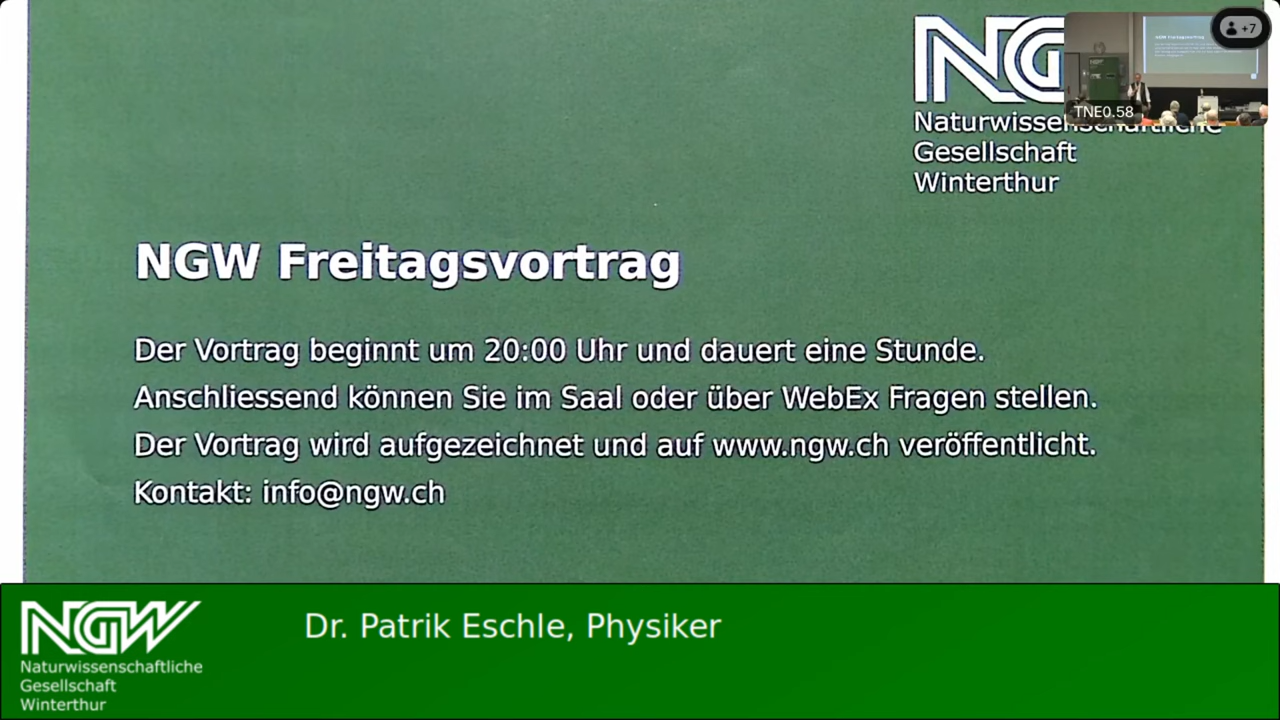 NGW
Naturwissenschaftliche
Gesellschaft
Winterthur
+7
TNE0.58
NGW Freitagsvortrag
Der Vortrag beginnt um 20:00 Uhr und dauert eine Stunde.
Anschliessend können Sie im Saal oder über WebEx Fragen stellen.
Der Vortrag wird aufgezeichnet und auf www.ngw.ch veröffentlicht.
Kontakt: info@ngw.ch
Dr. Patrik Eschle, Physiker
NGW
Naturwissenschaftliche
Gesellschaft
Winterthur